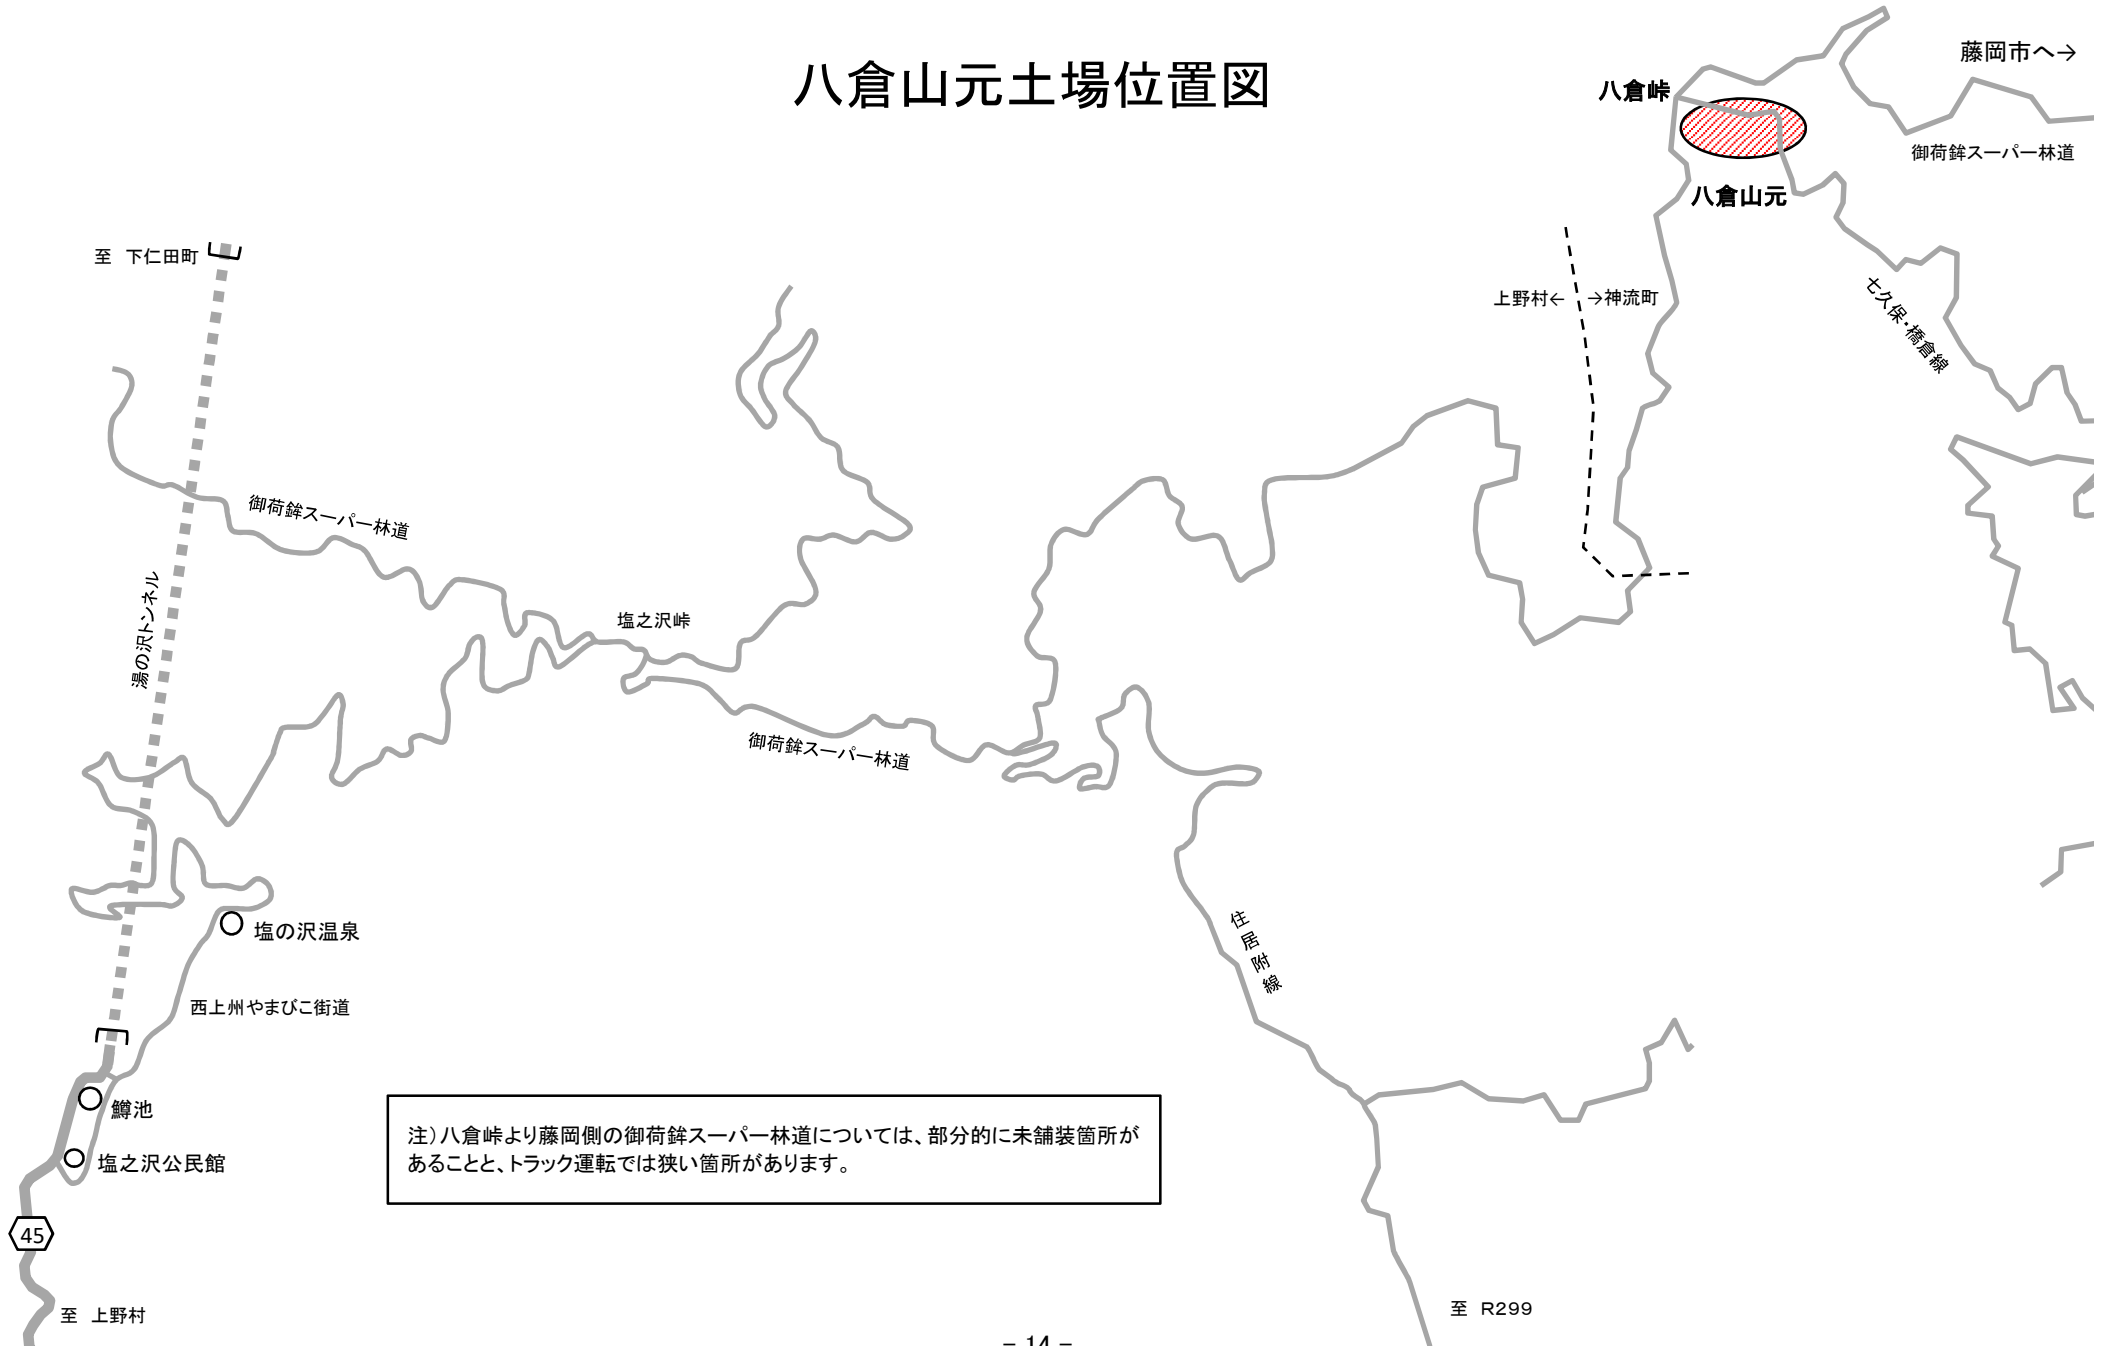 八倉山元土場位置図
藤岡市へ→
八倉峠
御荷鉾スーパー林道
八倉山元
至 下仁田町
上野村← →神流町
七久保・橋倉線
御荷鉾スーパー林道
湯の沢トンネル
塩之沢峠
御荷鉾スーパー林道
塩の沢温泉
住居附線
西上州やまびこ街道
鱒池
注）八倉峠より藤岡側の御荷鉾スーパー林道については、部分的に未舗装箇所が
あることと、トラック運転では狭い箇所があります。
塩之沢公民館
45
至 上野村
至 R299
− 14 −